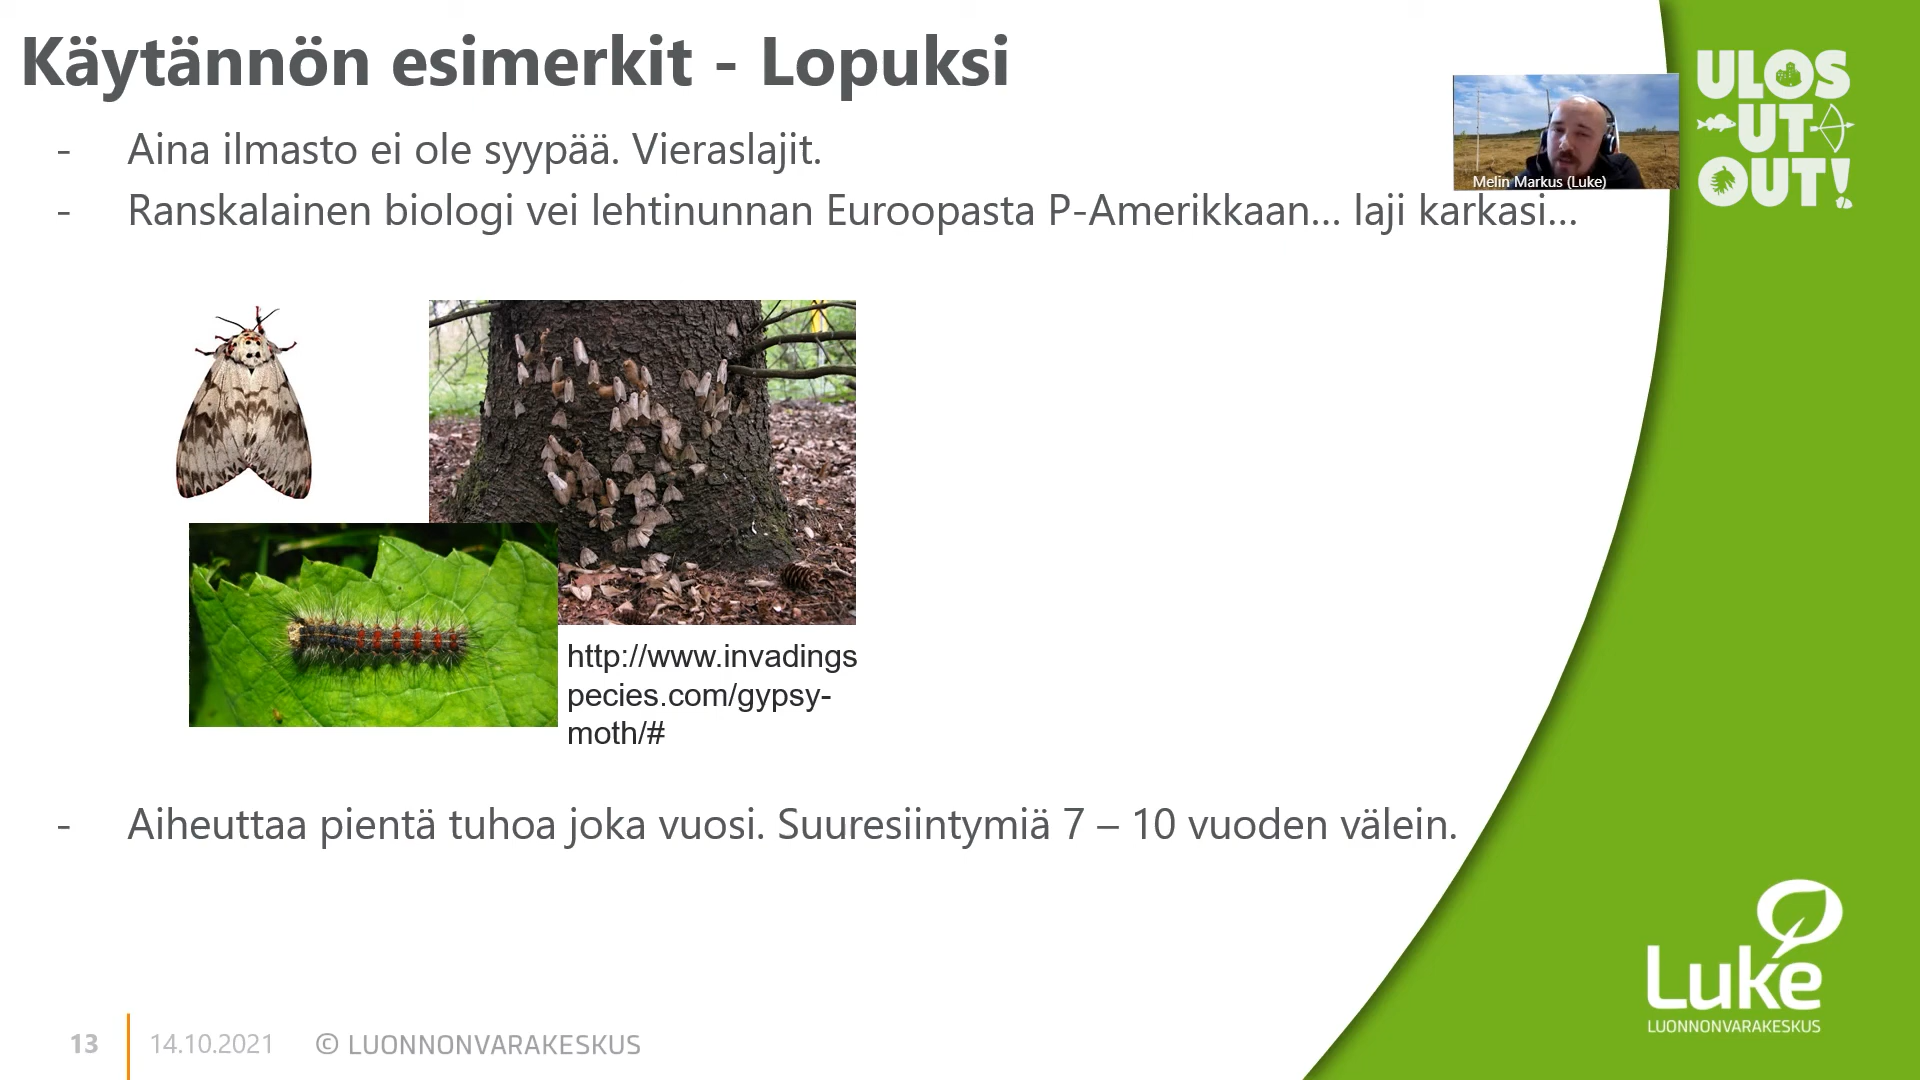 Käytännön esimerkit - Lopuksi
- Aina ilmasto ei ole syypää. Vieraslajit.
- Ranskalainen biologi vei lehtinunnan Euroopasta P-Amerikkaan... laji karkasi...
Melin Markus (Luke)
ULOS
UT
OUT!
http://www.invadings
pecies.com/gypsy-
moth/#
- Aiheuttaa pientä tuhoa joka vuosi. Suuresiintymiä 7 – 10 vuoden välein.
Luke
LUONNONVARAKESKUS
13 14.10.2021 © LUONNONVARAKESKUS